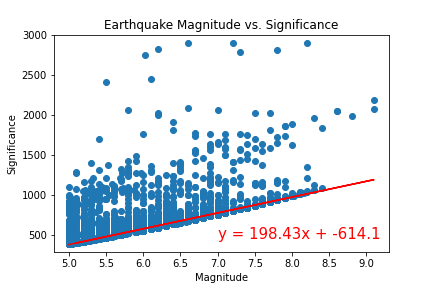 Earthquake Magnitude vs. Significance
3000
2500
2000
1500
1000
500
Significance
y = 198.43x + -614.1
5.0 5.5 6.0 6.5 7.0 7.5 8.0 8.5 9.0
Magnitude